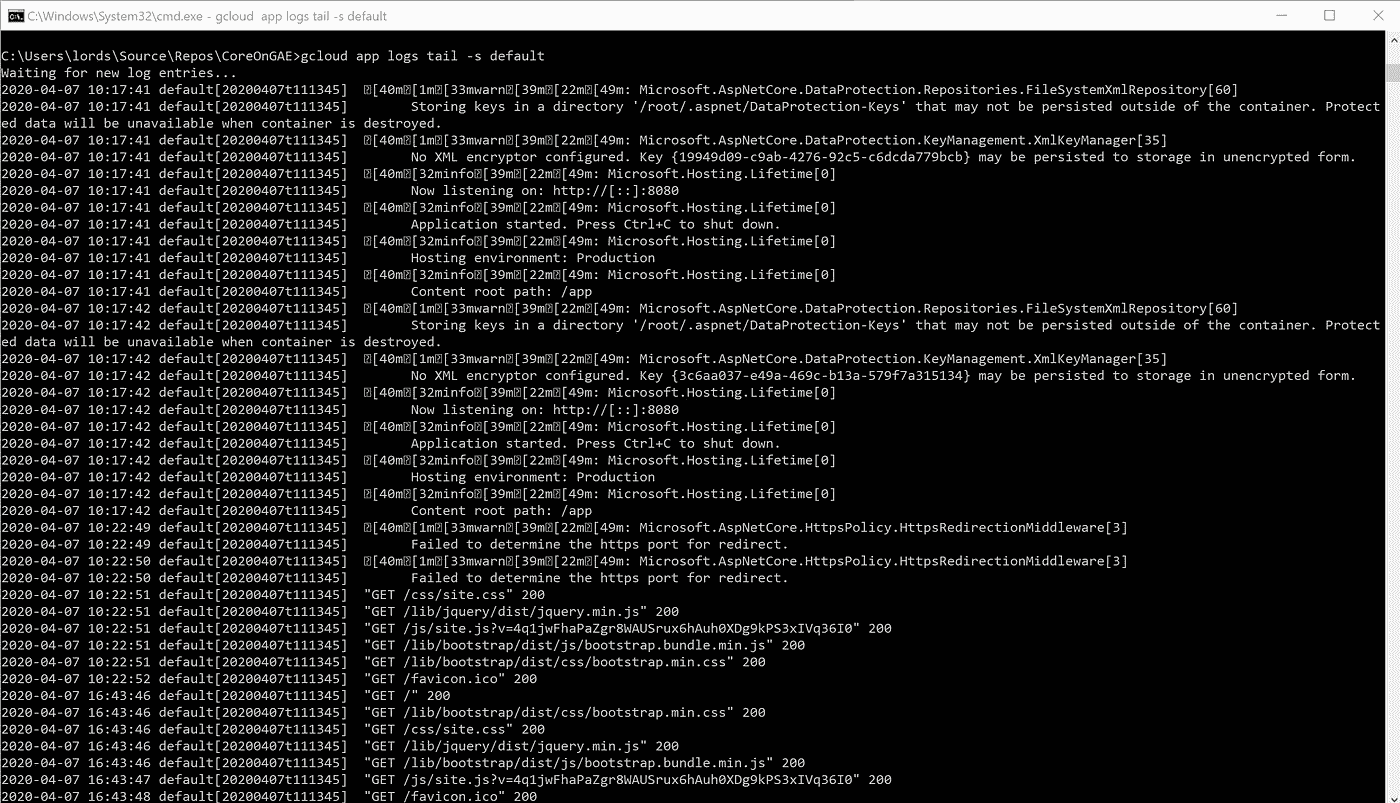 C:\Windows\System32\cmd.exe - gcloud  app logs tail -s default
C:\Users\lords\Source\Repos\CoreOnGAE>gcloud app logs tail -s default
Waiting for new log entries...
2020-04-07 10:17:41 default[20200407t111345]  ⍰[40m⍰[1m⍰[33mwarn⍰[39m⍰[22m⍰[49m: Microsoft.AspNetCore.DataProtection.Repositories.FileSystemXmlRepository[60]
2020-04-07 10:17:41 default[20200407t111345]        Storing keys in a directory '/root/.aspnet/DataProtection-Keys' that may not be persisted outside of the container. Protect
ed data will be unavailable when container is destroyed.
2020-04-07 10:17:41 default[20200407t111345]  ⍰[40m⍰[1m⍰[33mwarn⍰[39m⍰[22m⍰[49m: Microsoft.AspNetCore.DataProtection.KeyManagement.XmlKeyManager[35]
2020-04-07 10:17:41 default[20200407t111345]        No XML encryptor configured. Key {19949d09-c9ab-4276-92c5-c6dcda779bcb} may be persisted to storage in unencrypted form.
2020-04-07 10:17:41 default[20200407t111345]  ⍰[40m⍰[32minfo⍰[39m⍰[22m⍰[49m: Microsoft.Hosting.Lifetime[0]
2020-04-07 10:17:41 default[20200407t111345]        Now listening on: http://[::]:8080
2020-04-07 10:17:41 default[20200407t111345]  ⍰[40m⍰[32minfo⍰[39m⍰[22m⍰[49m: Microsoft.Hosting.Lifetime[0]
2020-04-07 10:17:41 default[20200407t111345]        Application started. Press Ctrl+C to shut down.
2020-04-07 10:17:41 default[20200407t111345]  ⍰[40m⍰[32minfo⍰[39m⍰[22m⍰[49m: Microsoft.Hosting.Lifetime[0]
2020-04-07 10:17:41 default[20200407t111345]        Hosting environment: Production
2020-04-07 10:17:41 default[20200407t111345]  ⍰[40m⍰[32minfo⍰[39m⍰[22m⍰[49m: Microsoft.Hosting.Lifetime[0]
2020-04-07 10:17:41 default[20200407t111345]        Content root path: /app
2020-04-07 10:17:42 default[20200407t111345]  ⍰[40m⍰[1m⍰[33mwarn⍰[39m⍰[22m⍰[49m: Microsoft.AspNetCore.DataProtection.Repositories.FileSystemXmlRepository[60]
2020-04-07 10:17:42 default[20200407t111345]        Storing keys in a directory '/root/.aspnet/DataProtection-Keys' that may not be persisted outside of the container. Protect
ed data will be unavailable when container is destroyed.
2020-04-07 10:17:42 default[20200407t111345]  ⍰[40m⍰[1m⍰[33mwarn⍰[39m⍰[22m⍰[49m: Microsoft.AspNetCore.DataProtection.KeyManagement.XmlKeyManager[35]
2020-04-07 10:17:42 default[20200407t111345]        No XML encryptor configured. Key {3c6aa037-e49a-469c-b13a-579f7a315134} may be persisted to storage in unencrypted form.
2020-04-07 10:17:42 default[20200407t111345]  ⍰[40m⍰[32minfo⍰[39m⍰[22m⍰[49m: Microsoft.Hosting.Lifetime[0]
2020-04-07 10:17:42 default[20200407t111345]        Now listening on: http://[::]:8080
2020-04-07 10:17:42 default[20200407t111345]  ⍰[40m⍰[32minfo⍰[39m⍰[22m⍰[49m: Microsoft.Hosting.Lifetime[0]
2020-04-07 10:17:42 default[20200407t111345]        Application started. Press Ctrl+C to shut down.
2020-04-07 10:17:42 default[20200407t111345]  ⍰[40m⍰[32minfo⍰[39m⍰[22m⍰[49m: Microsoft.Hosting.Lifetime[0]
2020-04-07 10:17:42 default[20200407t111345]        Hosting environment: Production
2020-04-07 10:17:42 default[20200407t111345]  ⍰[40m⍰[32minfo⍰[39m⍰[22m⍰[49m: Microsoft.Hosting.Lifetime[0]
2020-04-07 10:17:42 default[20200407t111345]        Content root path: /app
2020-04-07 10:22:49 default[20200407t111345]  ⍰[40m⍰[1m⍰[33mwarn⍰[39m⍰[22m⍰[49m: Microsoft.AspNetCore.HttpsPolicy.HttpsRedirectionMiddleware[3]
2020-04-07 10:22:49 default[20200407t111345]        Failed to determine the https port for redirect.
2020-04-07 10:22:50 default[20200407t111345]  ⍰[40m⍰[1m⍰[33mwarn⍰[39m⍰[22m⍰[49m: Microsoft.AspNetCore.HttpsPolicy.HttpsRedirectionMiddleware[3]
2020-04-07 10:22:50 default[20200407t111345]        Failed to determine the https port for redirect.
2020-04-07 10:22:51 default[20200407t111345]  "GET /css/site.css" 200
2020-04-07 10:22:51 default[20200407t111345]  "GET /lib/jquery/dist/jquery.min.js" 200
2020-04-07 10:22:51 default[20200407t111345]  "GET /js/site.js?v=4q1jwFhaPaZgr8WAUSrux6hAuh0XDg9kPS3xIVq36I0" 200
2020-04-07 10:22:51 default[20200407t111345]  "GET /lib/bootstrap/dist/js/bootstrap.bundle.min.js" 200
2020-04-07 10:22:51 default[20200407t111345]  "GET /lib/bootstrap/dist/css/bootstrap.min.css" 200
2020-04-07 10:22:52 default[20200407t111345]  "GET /favicon.ico" 200
2020-04-07 16:43:46 default[20200407t111345]  "GET /" 200
2020-04-07 16:43:46 default[20200407t111345]  "GET /lib/bootstrap/dist/css/bootstrap.min.css" 200
2020-04-07 16:43:46 default[20200407t111345]  "GET /css/site.css" 200
2020-04-07 16:43:46 default[20200407t111345]  "GET /lib/jquery/dist/jquery.min.js" 200
2020-04-07 16:43:46 default[20200407t111345]  "GET /lib/bootstrap/dist/js/bootstrap.bundle.min.js" 200
2020-04-07 16:43:47 default[20200407t111345]  "GET /js/site.js?v=4q1jwFhaPaZgr8WAUSrux6hAuh0XDg9kPS3xIVq36I0" 200
2020-04-07 16:43:48 default[20200407t111345]  "GET /favicon.ico" 200